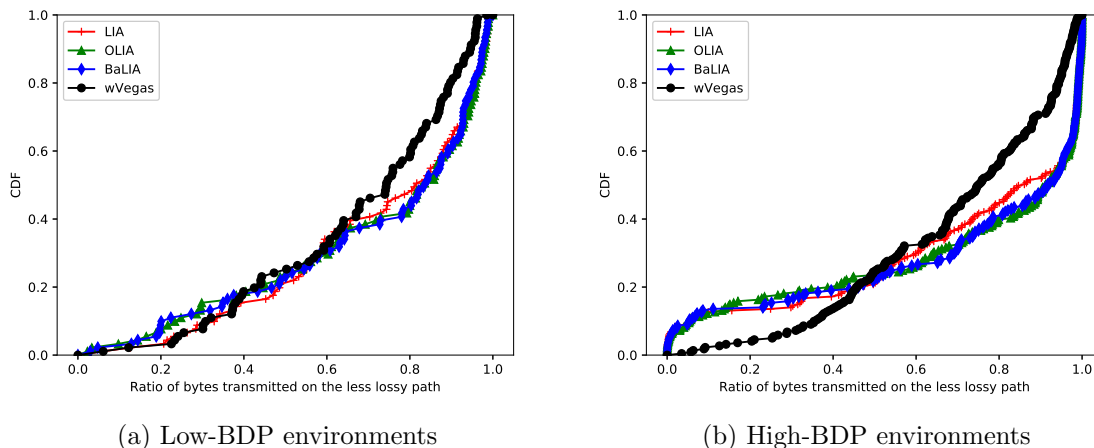 1.0
0.8
0.6
0.4
0.2
0.0
CDF
LIA
OLIA
BaLIA
wVegas
0.0 0.2 0.4 0.6 0.8 1.0
Ratio of bytes transmitted on the less lossy path
(a) Low-BDP environments
1.0
0.8
0.6
0.4
0.2
0.0
CDF
LIA
OLIA
BaLIA
wVegas
0.0 0.2 0.4 0.6 0.8 1.0
Ratio of bytes transmitted on the less lossy path
(b) High-BDP environments